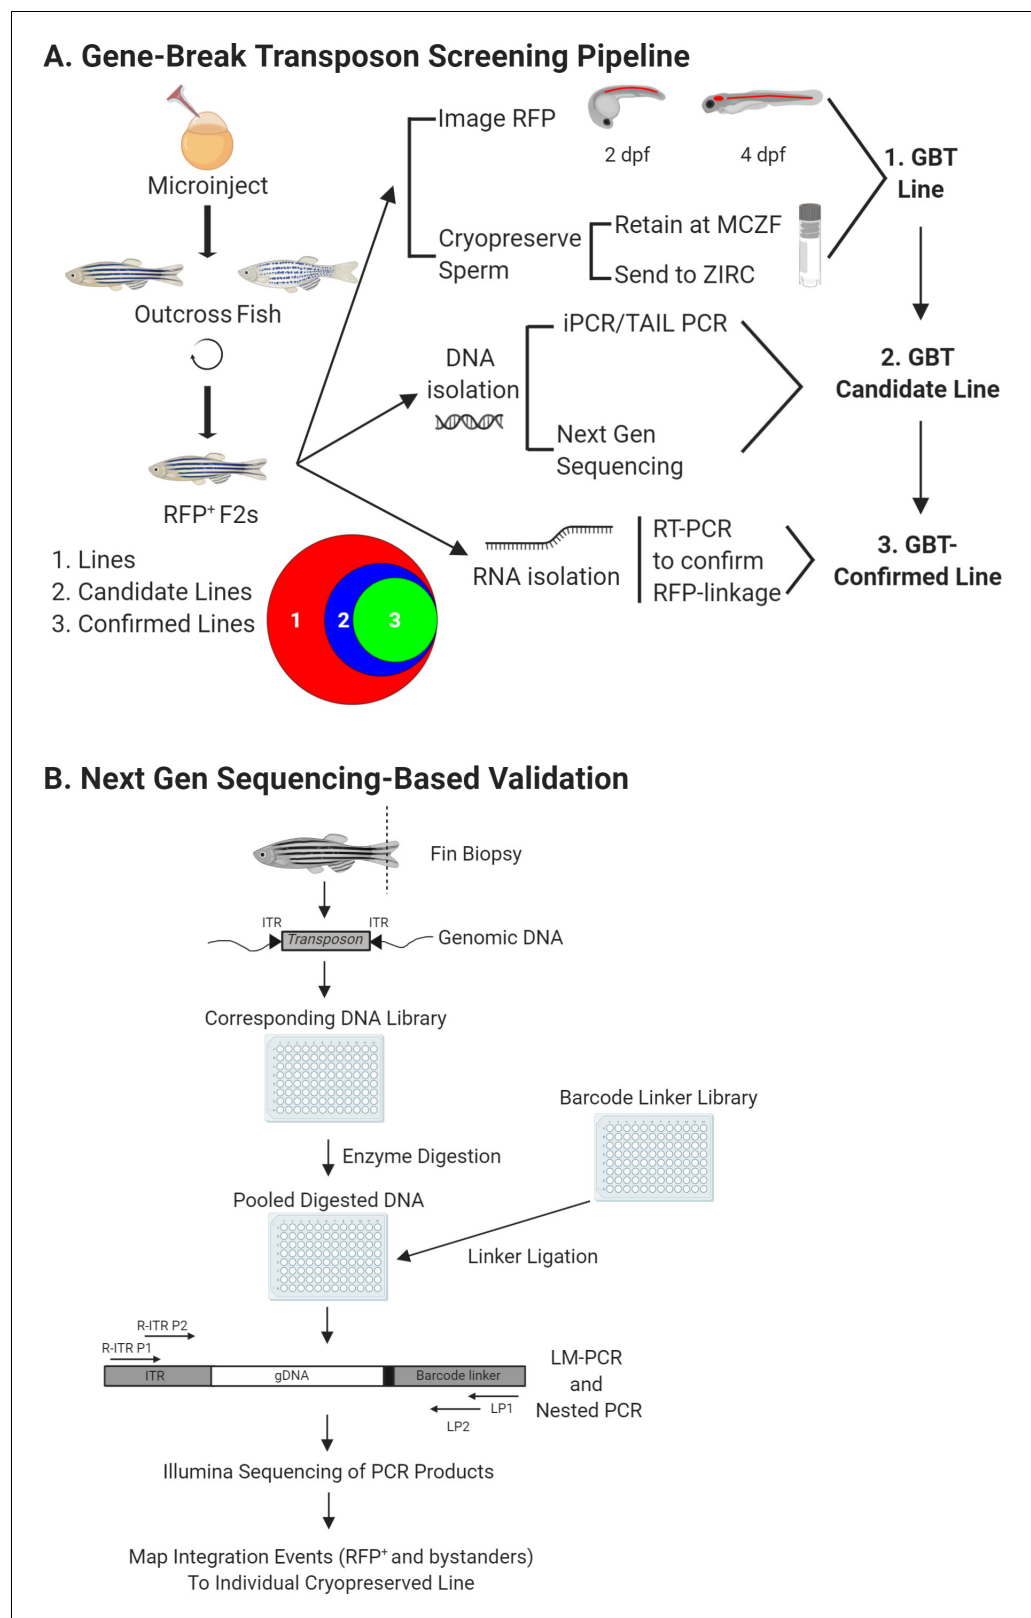 A. Gene-Break Transposon Screening Pipeline
Microinject
Outcross Fish
RFP+ F2s
Image RFP
2 dpf
4 dpf
Cryopreserve
Sperm
Retain at MCZF
Send to ZIRC
1. GBT
Line
DNA
isolation
iPCR/TAIL PCR
Next Gen
Sequencing
2. GBT
Candidate Line
RNA isolation
RT-PCR
to confirm
RFP-linkage
3. GBT-
Confirmed Line
1. Lines
2. Candidate Lines
3. Confirmed Lines
1
2
3
B. Next Gen Sequencing-Based Validation
Fin Biopsy
ITR
ITR
Transposon
Genomic DNA
Corresponding DNA Library
Barcode Linker Library
Enzyme Digestion
Pooled Digested DNA
Linker Ligation
R-ITR P2
R-ITR P1
ITR
gDNA
Barcode linker
LP1
LP2
LM-PCR
and
Nested PCR
Illumina Sequencing of PCR Products
Map Integration Events (RFP+ and bystanders)
To Individual Cryopreserved Line